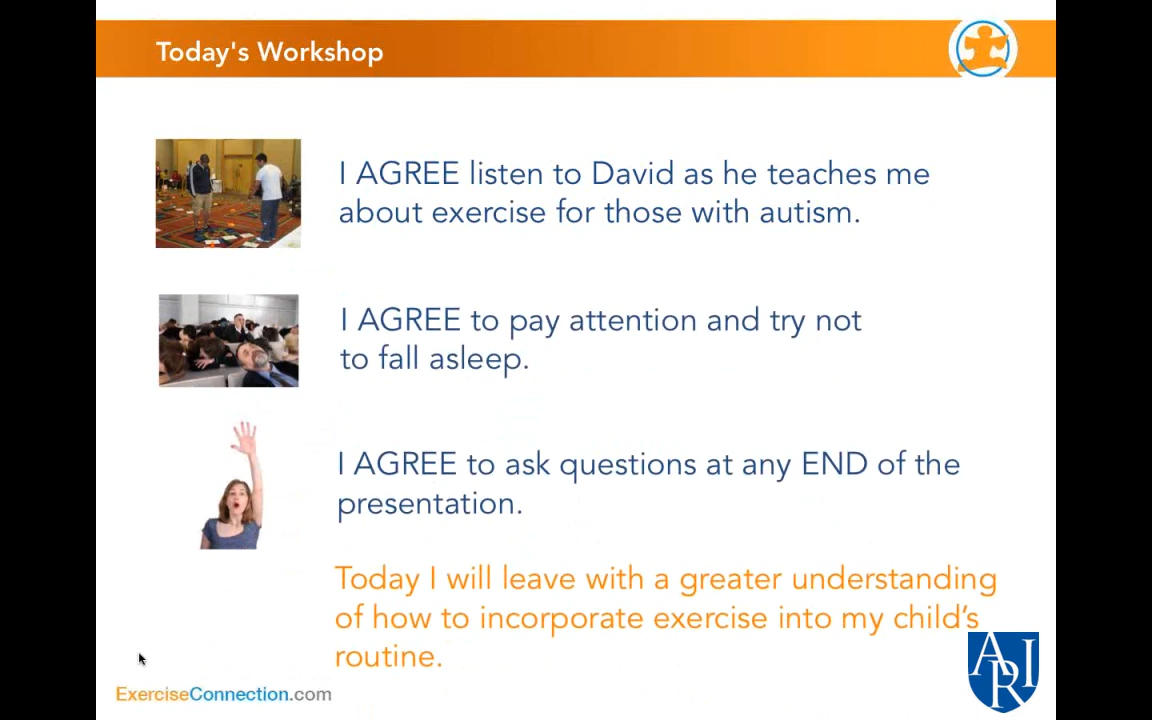 Today's Workshop
I AGREE listen to David as he teaches me
about exercise for those with autism.
I AGREE to pay attention and try not
to fall asleep.
I AGREE to ask questions at any END of the
presentation.
Today I will leave with a greater understanding
of how to incorporate exercise into my child’s
routine.
ExerciseConnection.com
ARI